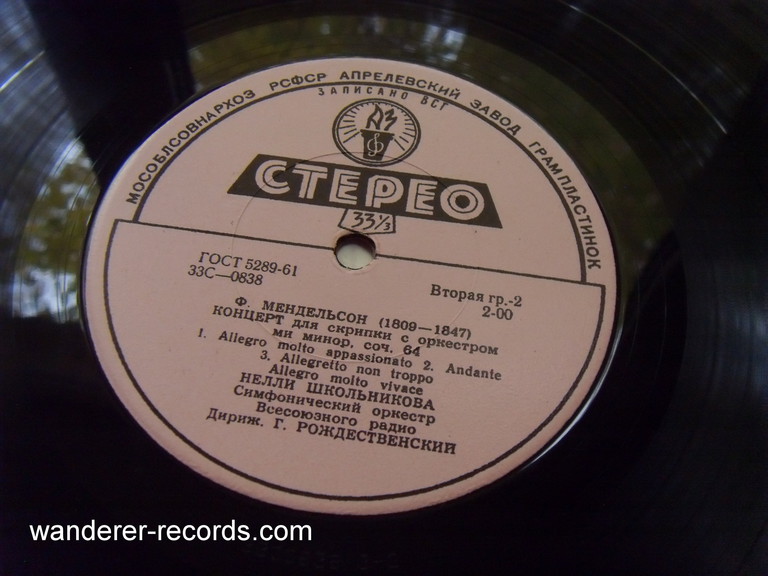 МОСОБЛСОВНАРХОЗ РСФСР АПРЕЛЕВСКИЙ ЗАВОД ГРАМПЛАСТИНОК
ЗАПИСАНО ВСГ
АЗ
СТЕРЕО
33⅓
ГОСТ 5289-61
33С—0838
Вторая гр.-2
2-00
Ф. МЕНДЕЛЬСОН (1809—1847)
КОНЦЕРТ для скрипки с оркестром
ми минор, соч. 64
1. Allegro molto appassionato 2. Andante
3. Allegretto non troppo
Allegro molto vivace
НЕЛЛИ ШКОЛЬНИКОВА
Симфонический оркестр
Всесоюзного радио
Дириж. Г. РОЖДЕСТВЕНСКИЙ
wanderer-records.com